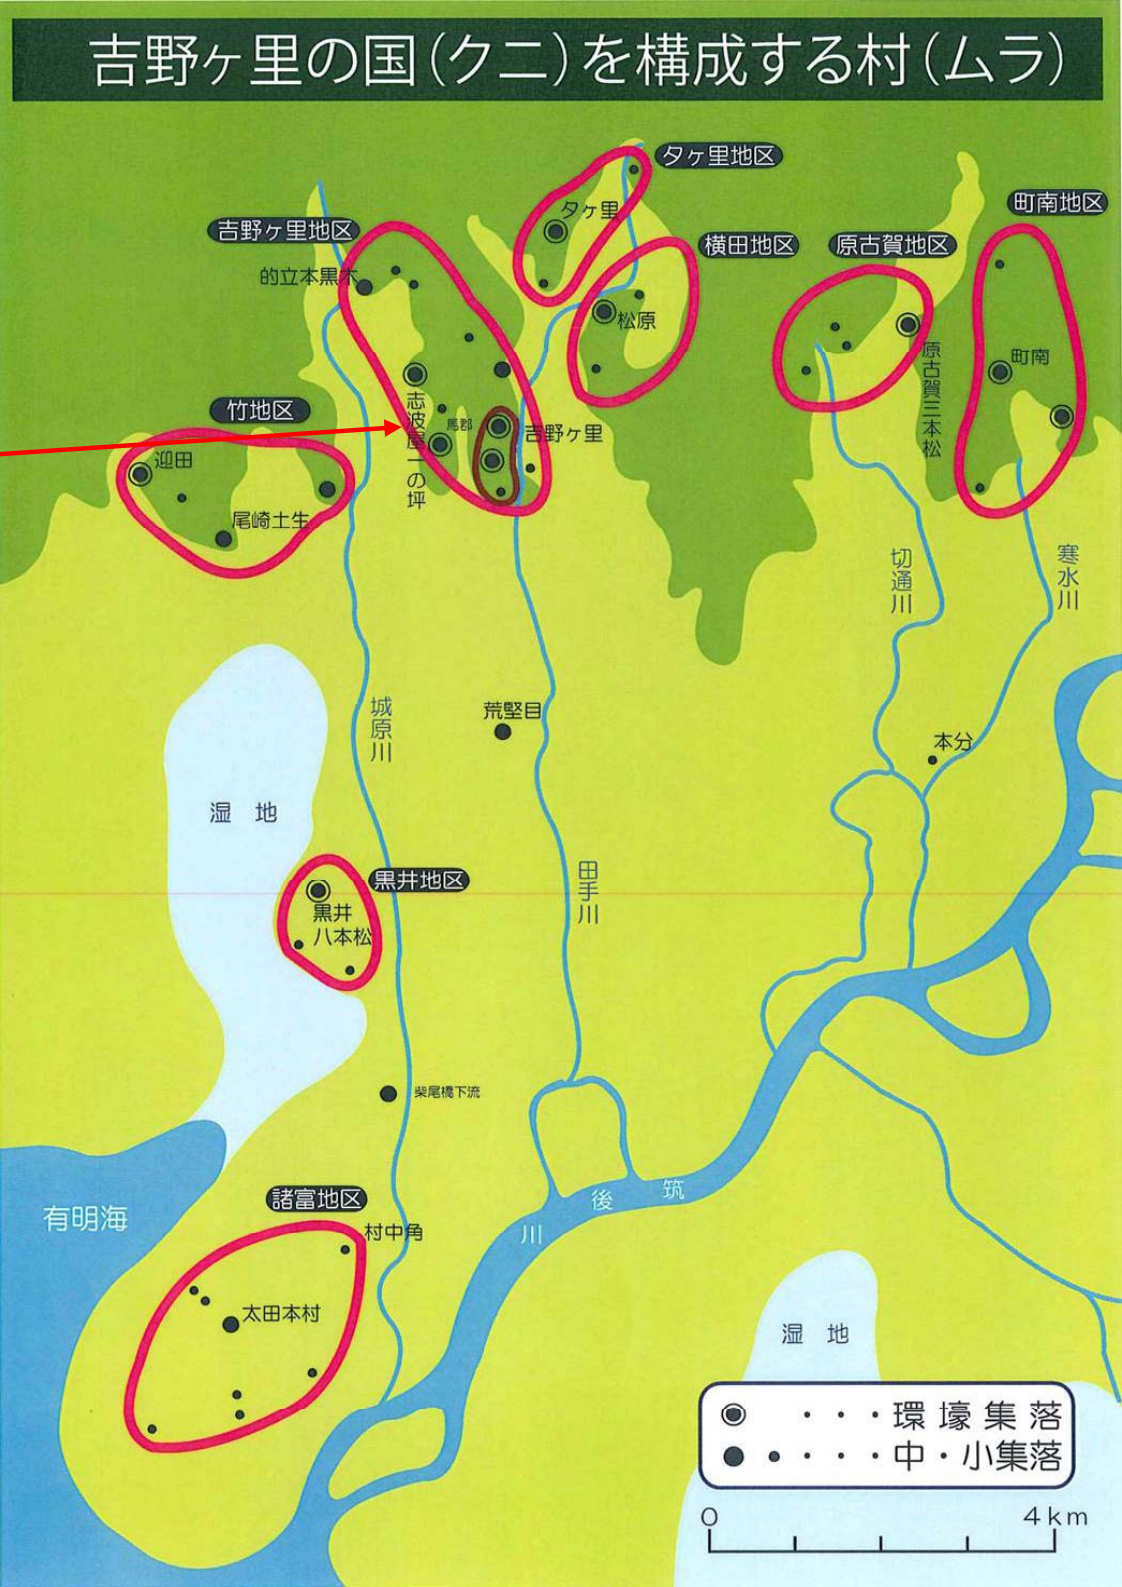 吉野ヶ里の国(クニ)を構成する村(ムラ)
タヶ里地区
タヶ里
町南地区
吉野ヶ里地区
横田地区
原古賀地区
的立本黒木
松原
町南
原古賀三本松
竹地区
志波屋一の坪
馬郡
吉野ヶ里
迎田
尾崎土生
切通川
寒水川
城原川
荒堅目
本分
湿地
田手川
黒井地区
黒井
八本松
柴尾橋下流
有明海
諸富地区
筑後川
村中角
太田本村
湿地
・・・環壕集落
・・・・中・小集落
0 4km